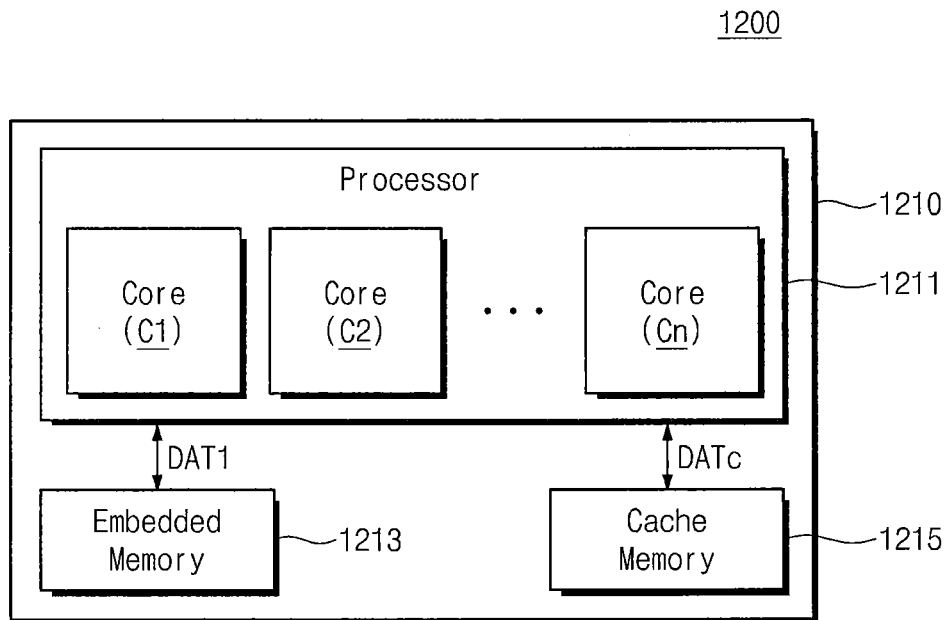 1200
Processor
1210
1211
Core
(C1)
Core
(C2)
. . .
Core
(Cn)
DAT1
DATc
Embedded
Memory
1213
Cache
Memory
1215